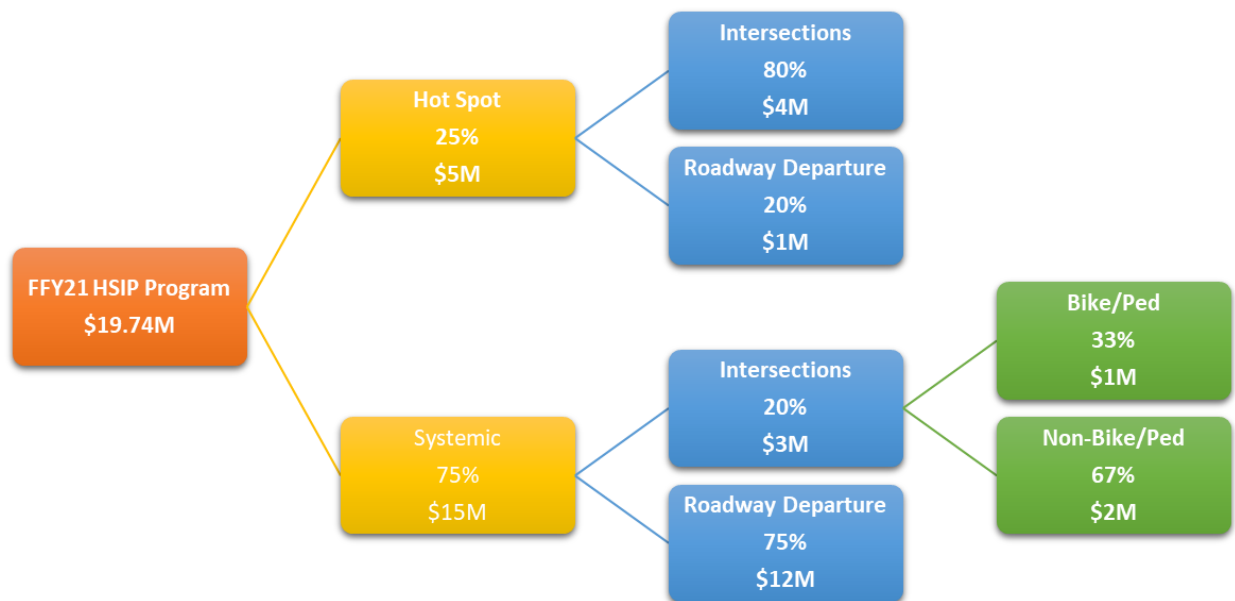 FFY21 HSIP Program
$19.74M
Hot Spot
25%
$5M
Intersections
80%
$4M
Roadway Departure
20%
$1M
Systemic
75%
$15M
Intersections
20%
$3M
Bike/Ped
33%
$1M
Non-Bike/Ped
67%
$2M
Roadway Departure
75%
$12M